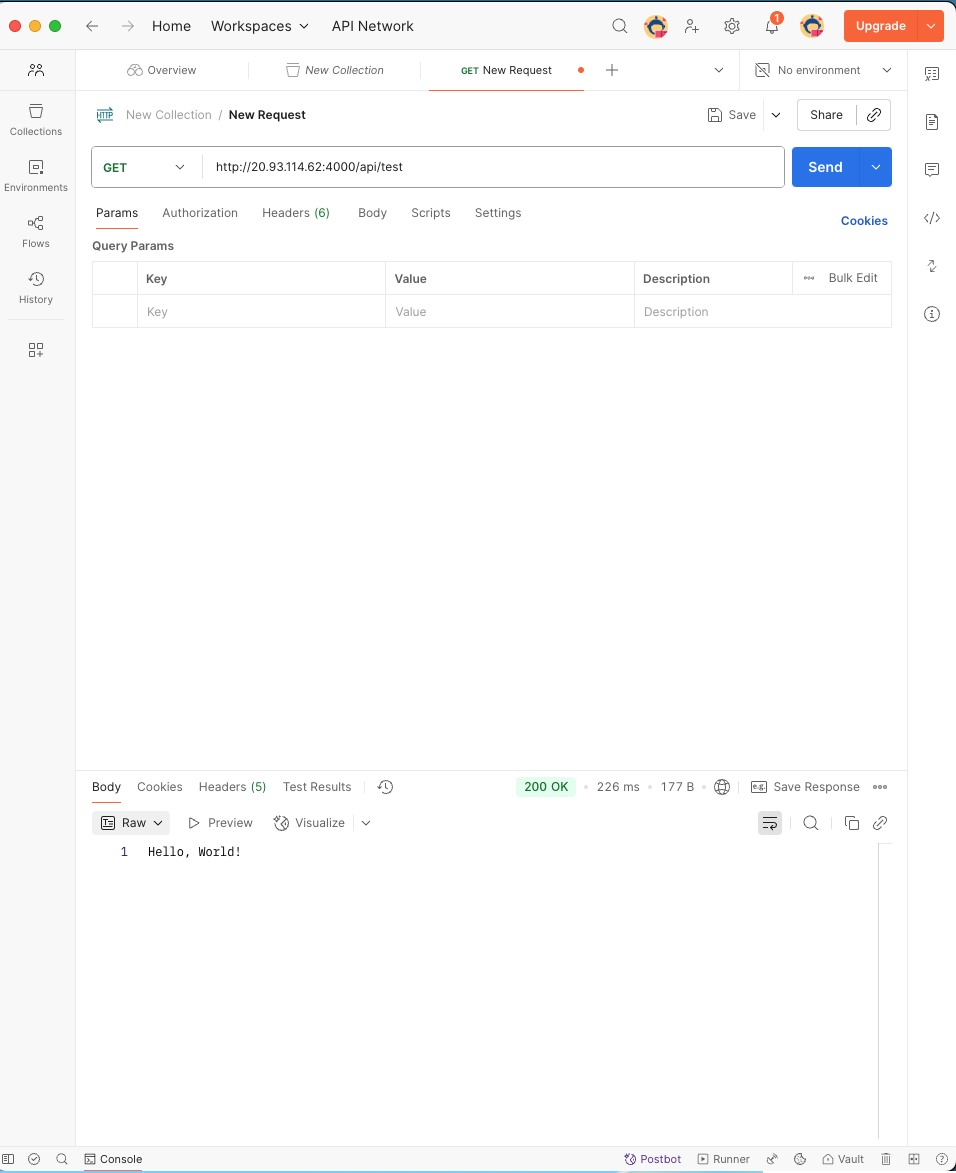 Home Workspaces API Network 1 Upgrade
Overview New Collection GET New Request No environment
HTTP New Collection / New Request Save Share
Collections
Environments
Flows
History
GET http://20.93.114.62:4000/api/test Send
Params Authorization Headers (6) Body Scripts Settings Cookies
Query Params
Key Value Description Bulk Edit
Key Value Description
Body Cookies Headers (5) Test Results 200 OK • 226 ms • 177 B • e.g. Save Response
Raw Preview Visualize
1 Hello, World!
Console Postbot Runner Vault